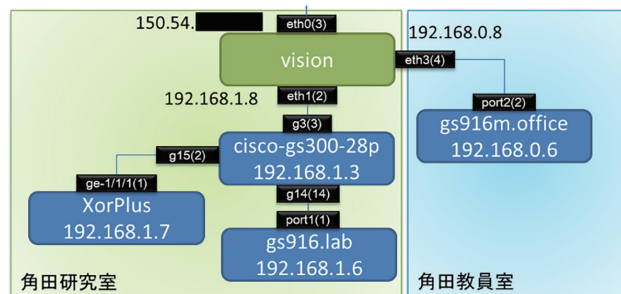 150.54.
eth0(3)
vision
192.168.0.8
eth3(4)
192.168.1.8
eth1(2)
port2(2)
gs916m.office
192.168.0.6
g3(3)
cisco-gs300-28p
192.168.1.3
g15(2)
ge-1/1/1(1)
XorPlus
192.168.1.7
g14(14)
port1(1)
gs916.lab
192.168.1.6
角田研究室
角田教員室